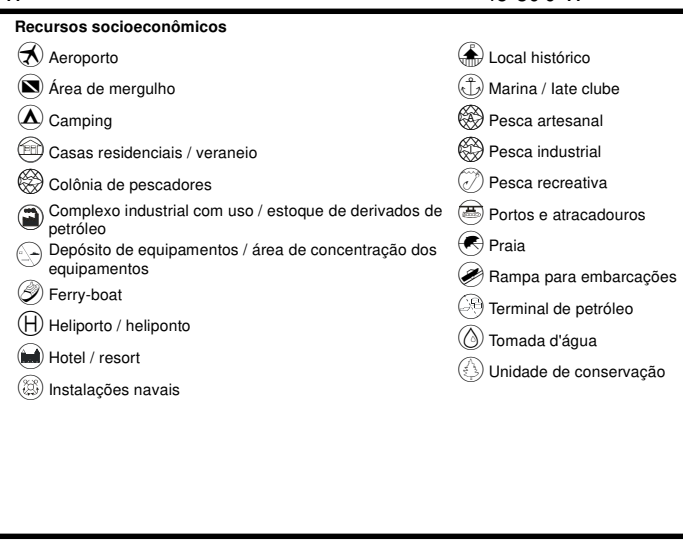 Recursos socioeconômicos
Aeroporto
Área de mergulho
Camping
Casas residenciais / veraneio
Colônia de pescadores
Complexo industrial com uso / estoque de derivados de
petróleo
Depósito de equipamentos / área de concentração dos
equipamentos
Ferry-boat
Heliporto / heliponto
Hotel / resort
Instalações navais
Local histórico
Marina / Iate clube
Pesca artesanal
Pesca industrial
Pesca recreativa
Portos e atracadouros
Praia
Rampa para embarcações
Terminal de petróleo
Tomada d'água
Unidade de conservação